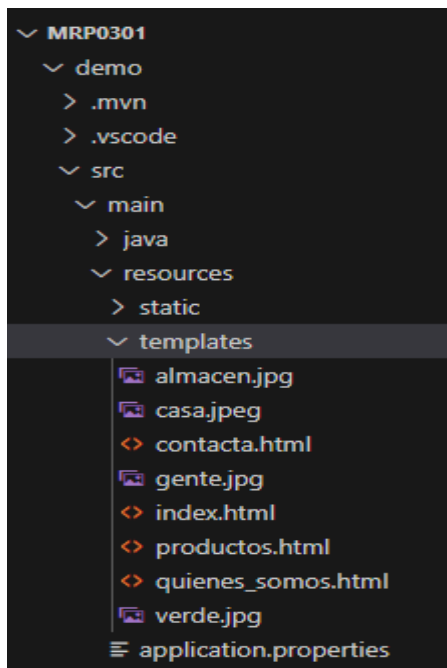 MRP0301
demo
.mvn
.vscode
src
main
java
resources
static
templates
almacen.jpg
casa.jpeg
contacta.html
gente.jpg
index.html
productos.html
quienes_somos.html
verde.jpg
application.properties